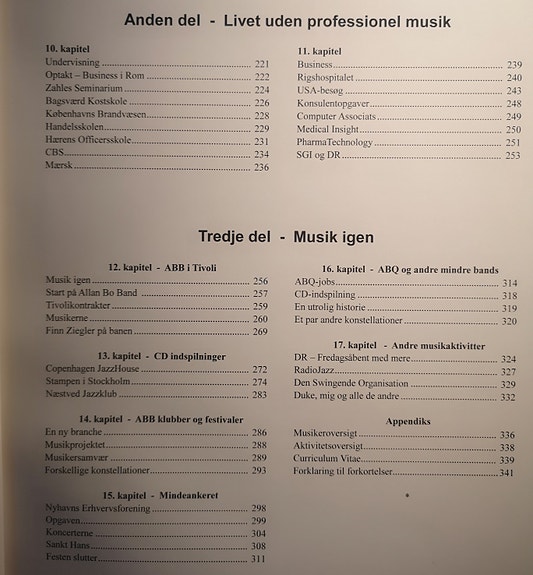 Anden del - Livet uden professionel musik
10. kapitel
Undervisning 221
Optakt – Business i Rom 222
Zahles Seminarium 224
Bagsværd Kostskole 226
Københavns Brandvæsen 228
Handelsskolen 229
Hærens Officersskole 231
CBS 234
Mærsk 236
11. kapitel
Business 239
Rigshospitalet 240
USA-besøg 243
Konsulentopgaver 248
Computer Associats 249
Medical Insight 250
PharmaTechnology 251
SGI og DR 253
Tredje del - Musik igen
12. kapitel - ABB i Tivoli
Musik igen 256
Start på Allan Bo Band 257
Tivolikontrakter 259
Musikerne 260
Finn Ziegler på banen 269
13. kapitel - CD indspilninger
Copenhagen JazzHouse 272
Stampen i Stockholm 274
Næstved Jazzklub 283
14. kapitel - ABB klubber og festivaler
En ny branche 286
Musikprojektet 288
Musikersamvær 289
Forskellige konstellationer 293
15. kapitel - Mindeankeret
Nyhavns Erhvervsforening 298
Opgaven 299
Koncerterne 304
Sankt Hans 308
Festen slutter 311
16. kapitel - ABQ og andre mindre bands
ABQ-jobs 314
CD-indspilning 318
En utrolig historie 319
Et par andre konstellationer 320
17. kapitel - Andre musikaktivitter
DR – Fredagsåbent med mere 324
RadioJazz 327
Den Swingende Organisation 329
Duke, mig og alle de andre 332
Appendiks
Musikeroversigt 336
Aktivitetsoversigt 338
Curriculum Vitae 339
Forklaring til forkortelser 341
*